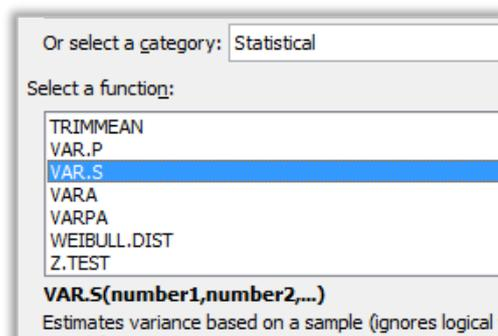 Or select a category: Statistical
Select a function:
TRIMMEAN
VAR.P
VAR.S
VARA
VARPA
WEIBULL.DIST
Z.TEST
VAR.S(number1,number2,...)
Estimates variance based on a sample (ignores logical